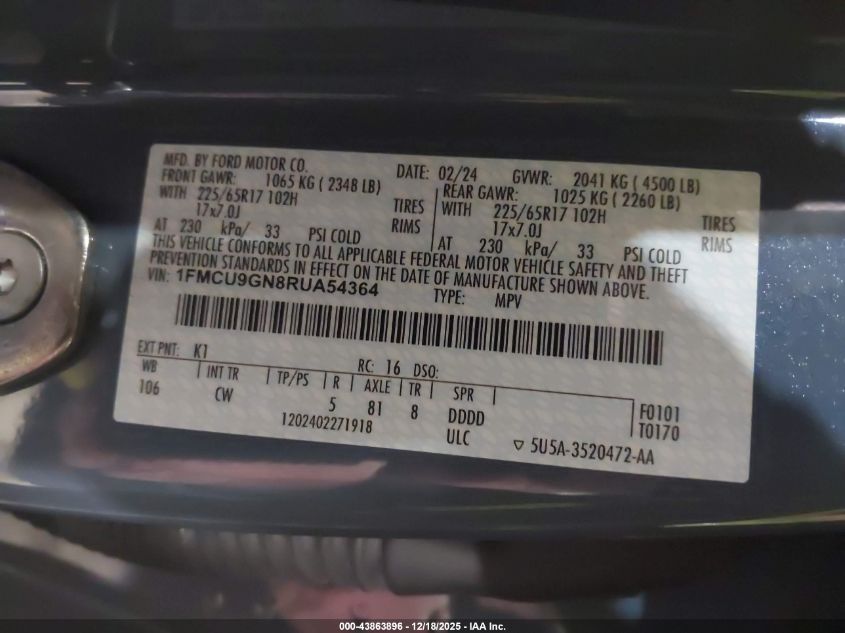 MFD. BY FORD MOTOR CO. DATE: 02/24 GVWR: 2041 KG ( 4500 LB)
FRONT GAWR: 1065 KG ( 2348 LB) REAR GAWR: 1025 KG ( 2260 LB)
WITH 225/65R17 102H TIRES WITH 225/65R17 102H TIRES
17x7.0J RIMS 17x7.0J RIMS
AT 230 kPa/ 33 PSI COLD AT 230 kPa/ 33 PSI COLD
THIS VEHICLE CONFORMS TO ALL APPLICABLE FEDERAL MOTOR VEHICLE SAFETY AND THEFT
PREVENTION STANDARDS IN EFFECT ON THE DATE OF MANUFACTURE SHOWN ABOVE.
VIN: 1FMCU9GN8RUA54364 TYPE: MPV
EXT PNT: K1 RC: 16 DSO:
WB INT TR TP/PS R AXLE TR SPR
106 CW 5 81 8 DDDD F0101
1202402271918 ULC T0170
▽ 5U5A-3520472-AA
000-43863896 - 12/18/2025 - IAA Inc.